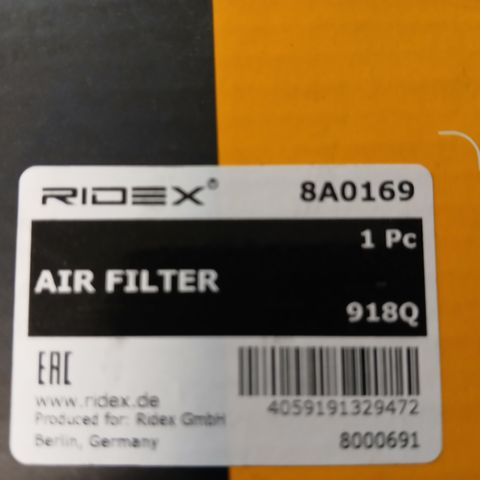 RIDEX® 8A0169
1 Pc
AIR FILTER
918Q
EAC
www.ridex.de
4059191329472
Produced for: Ridex GmbH
Berlin, Germany
8000691